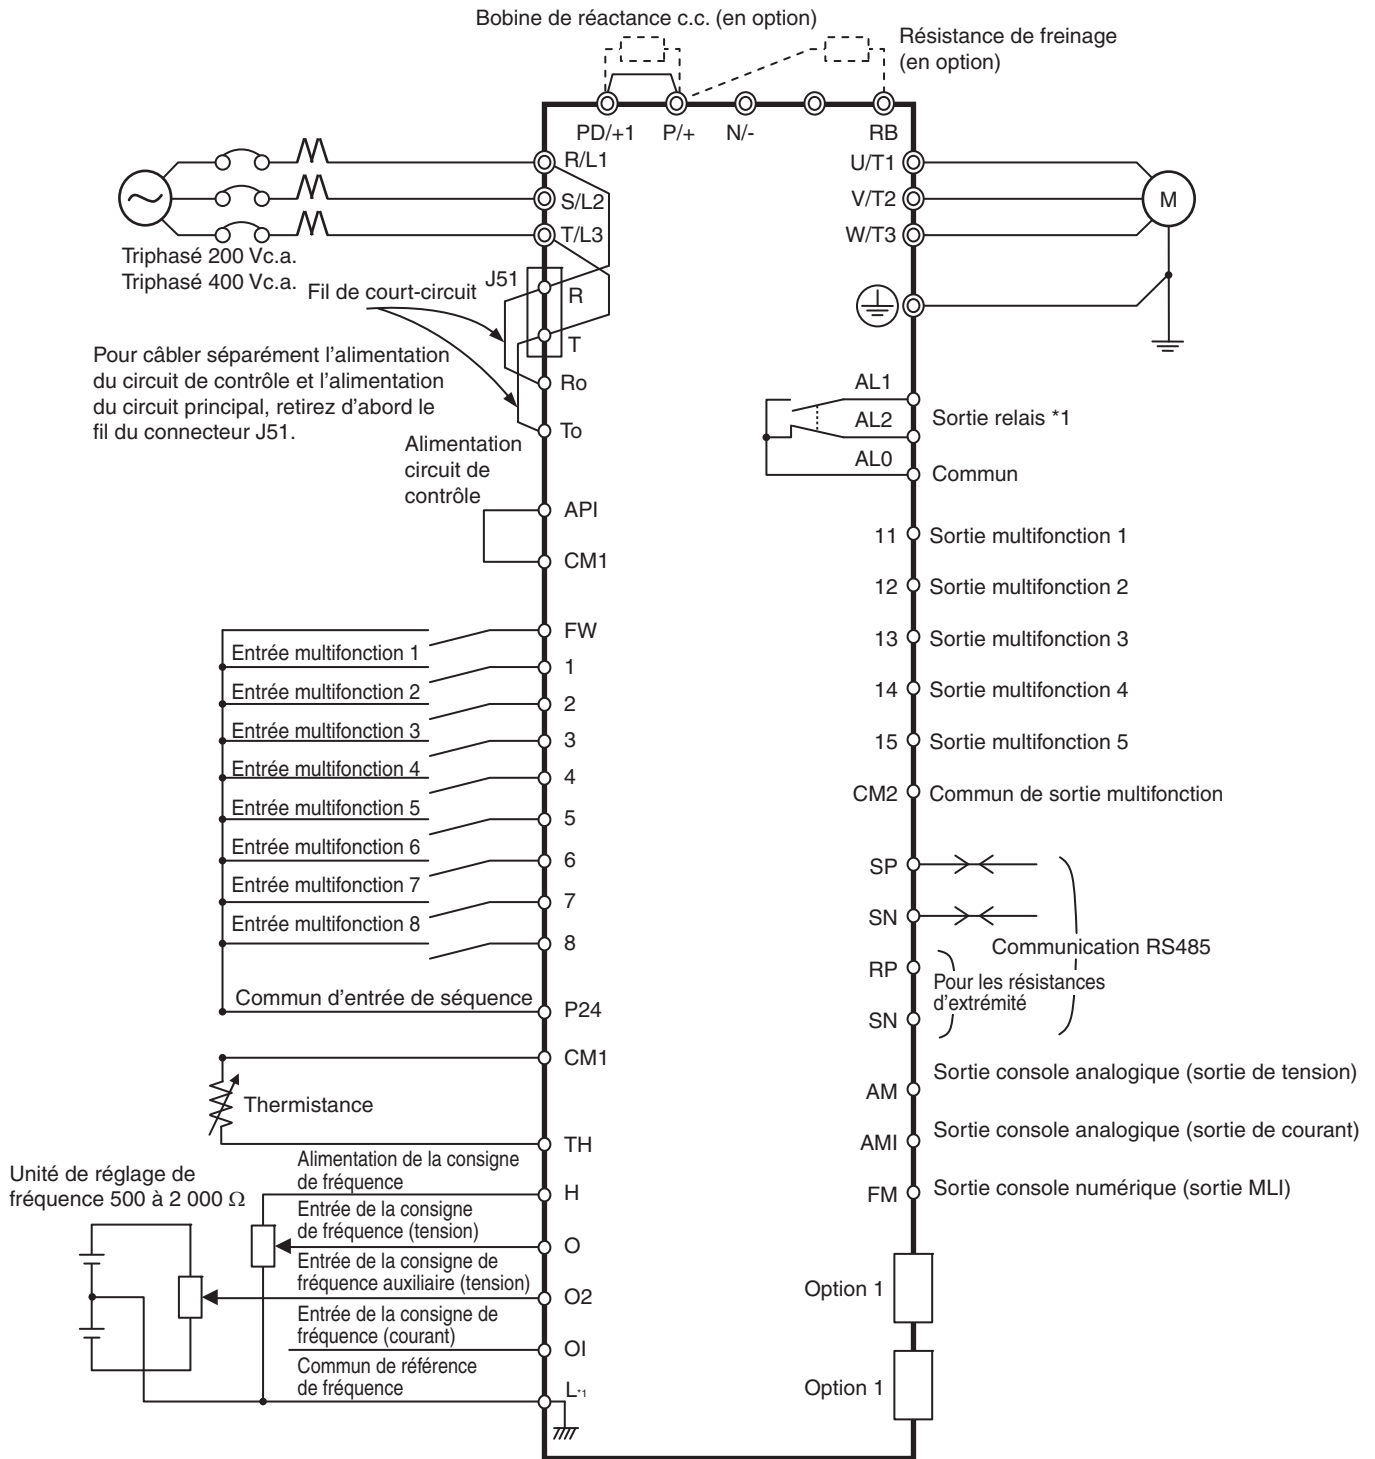 Bobine de réactance c.c. (en option)
Résistance de freinage
(en option)
PD/+1
P/+
N/-
RB
R/L1
S/L2
T/L3
U/T1
V/T2
W/T3
M
Triphasé 200 Vc.a.
Triphasé 400 Vc.a.
Fil de court-circuit
J51
R
T
Pour câbler séparément l'alimentation
du circuit de contrôle et l'alimentation
du circuit principal, retirez d'abord le
fil du connecteur J51.
Ro
To
Alimentation
circuit de
contrôle
API
CM1
AL1
AL2
Sortie relais *1
AL0
Commun
11 Sortie multifonction 1
12 Sortie multifonction 2
13 Sortie multifonction 3
14 Sortie multifonction 4
15 Sortie multifonction 5
CM2 Commun de sortie multifonction
FW
Entrée multifonction 1
1
Entrée multifonction 2
2
Entrée multifonction 3
3
Entrée multifonction 4
4
Entrée multifonction 5
5
Entrée multifonction 6
6
Entrée multifonction 7
7
Entrée multifonction 8
8
Commun d'entrée de séquence
P24
CM1
Thermistance
TH
SP
SN
Communication RS485
RP
Pour les résistances
d'extrémité
SN
AM
Sortie console analogique (sortie de tension)
AMI
Sortie console analogique (sortie de courant)
FM
Sortie console numérique (sortie MLI)
Unité de réglage de
fréquence 500 à 2 000 Ω
Alimentation de la consigne
de fréquence
H
Entrée de la consigne
de fréquence (tension)
O
Entrée de la consigne de
fréquence auxiliaire (tension)
O2
Entrée de la consigne de
fréquence (courant)
OI
Commun de référence
de fréquence
L*1
Option 1
Option 1